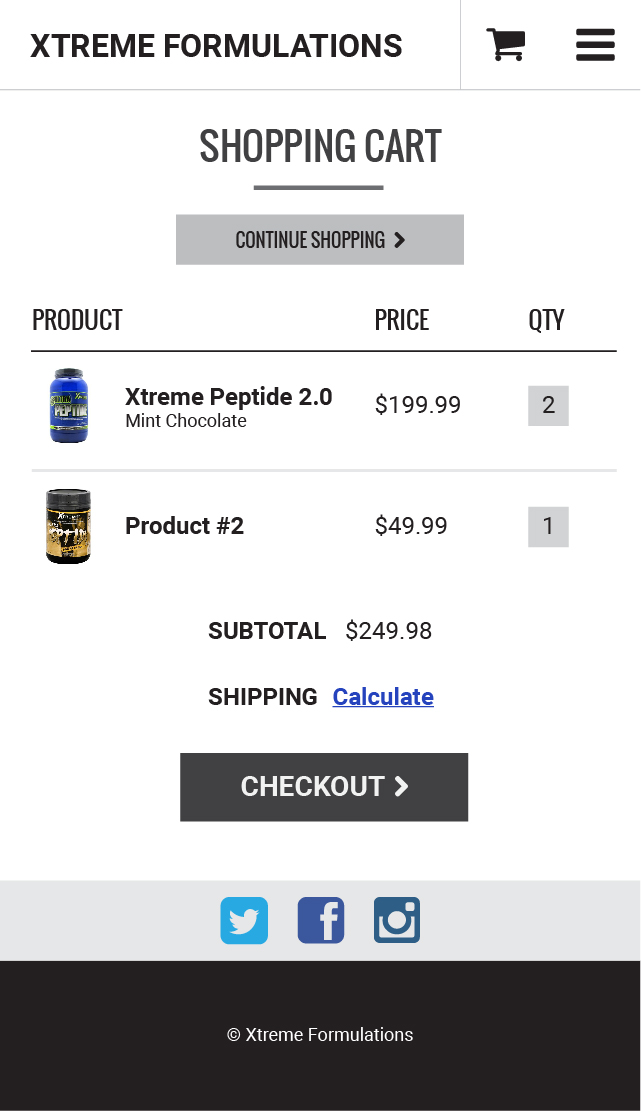 XTREME FORMULATIONS
SHOPPING CART
CONTINUE SHOPPING
PRODUCT PRICE QTY
PEPTIDE
Xtreme Peptide 2.0 $199.99 2
Mint Chocolate
Product #2 $49.99 1
SUBTOTAL $249.98
SHIPPING Calculate
CHECKOUT
© Xtreme Formulations